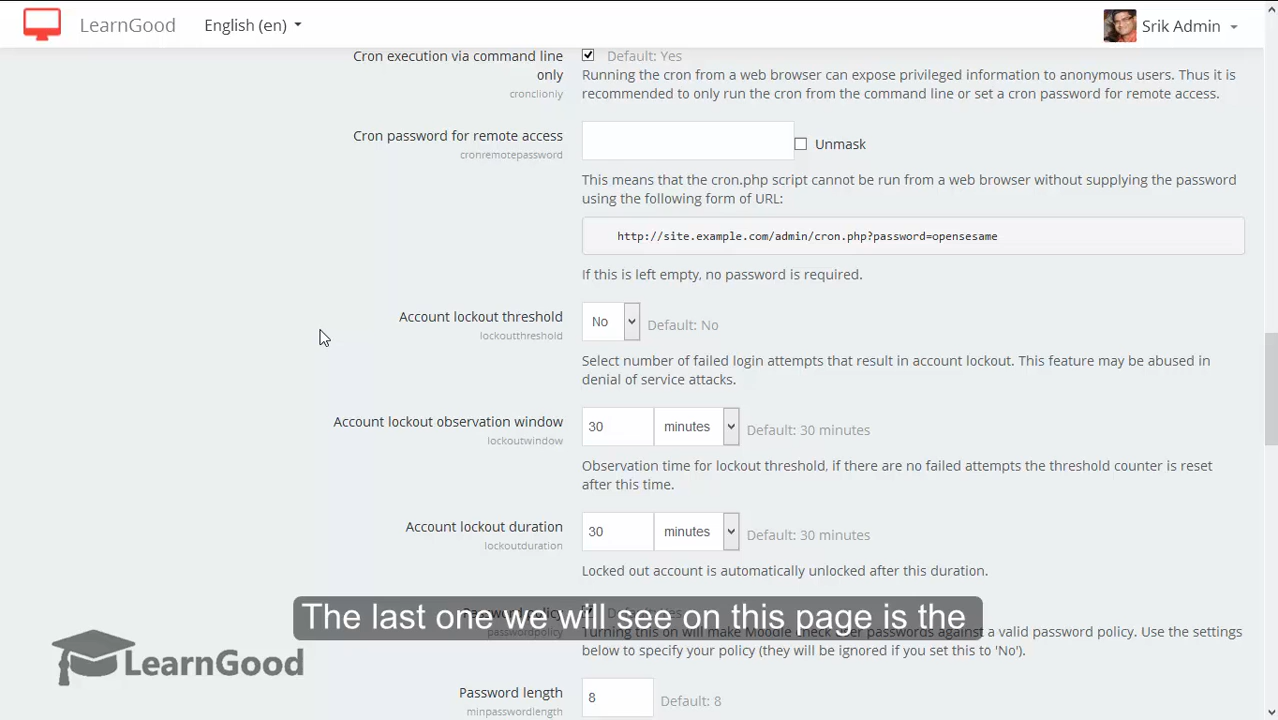 LearnGood English (en) Srik Admin
Cron execution via command line Default: Yes
only Running the cron from a web browser can expose privileged information to anonymous users. Thus it is
cronclionly recommended to only run the cron from the command line or set a cron password for remote access.
Cron password for remote access Unmask
cronremotepassword
This means that the cron.php script cannot be run from a web browser without supplying the password
using the following form of URL:
http://site.example.com/admin/cron.php?password=opensesame
If this is left empty, no password is required.
Account lockout threshold No Default: No
lockoutthreshold
Select number of failed login attempts that result in account lockout. This feature may be abused in
denial of service attacks.
Account lockout observation window 30 minutes Default: 30 minutes
lockoutwindow
Observation time for lockout threshold, if there are no failed attempts the threshold counter is reset
after this time.
Account lockout duration 30 minutes Default: 30 minutes
lockoutduration
Locked out account is automatically unlocked after this duration.
The last one we will see on this page is the
Password policy Yes
passwordpolicy Turning this on will make Moodle check user passwords against a valid password policy. Use the settings
below to specify your policy (they will be ignored if you set this to 'No').
LearnGood
Password length 8 Default: 8
minpasswordlength